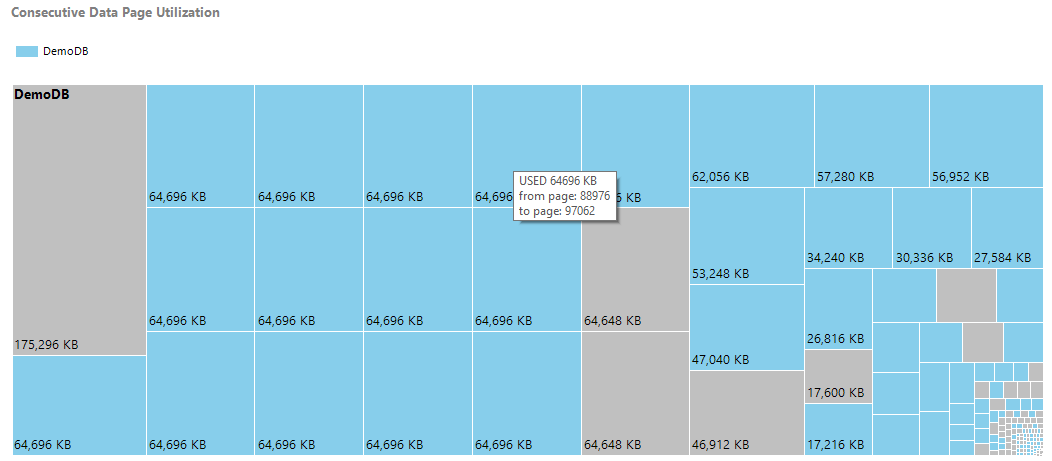 Consecutive Data Page Utilization
DemoDB
DemoDB
64,696 KB 64,696 KB 64,696 KB 64,696 6 KB
USED 64696 KB
from page: 88976
to page: 97062
62,056 KB 57,280 KB 56,952 KB
53,248 KB 34,240 KB 30,336 KB 27,584 KB
64,696 KB 64,696 KB 64,696 KB 64,696 KB 64,648 KB
175,296 KB 47,040 KB 26,816 KB
17,600 KB
64,696 KB 64,696 KB 64,696 KB 64,696 KB 64,696 KB 64,648 KB 46,912 KB 17,216 KB